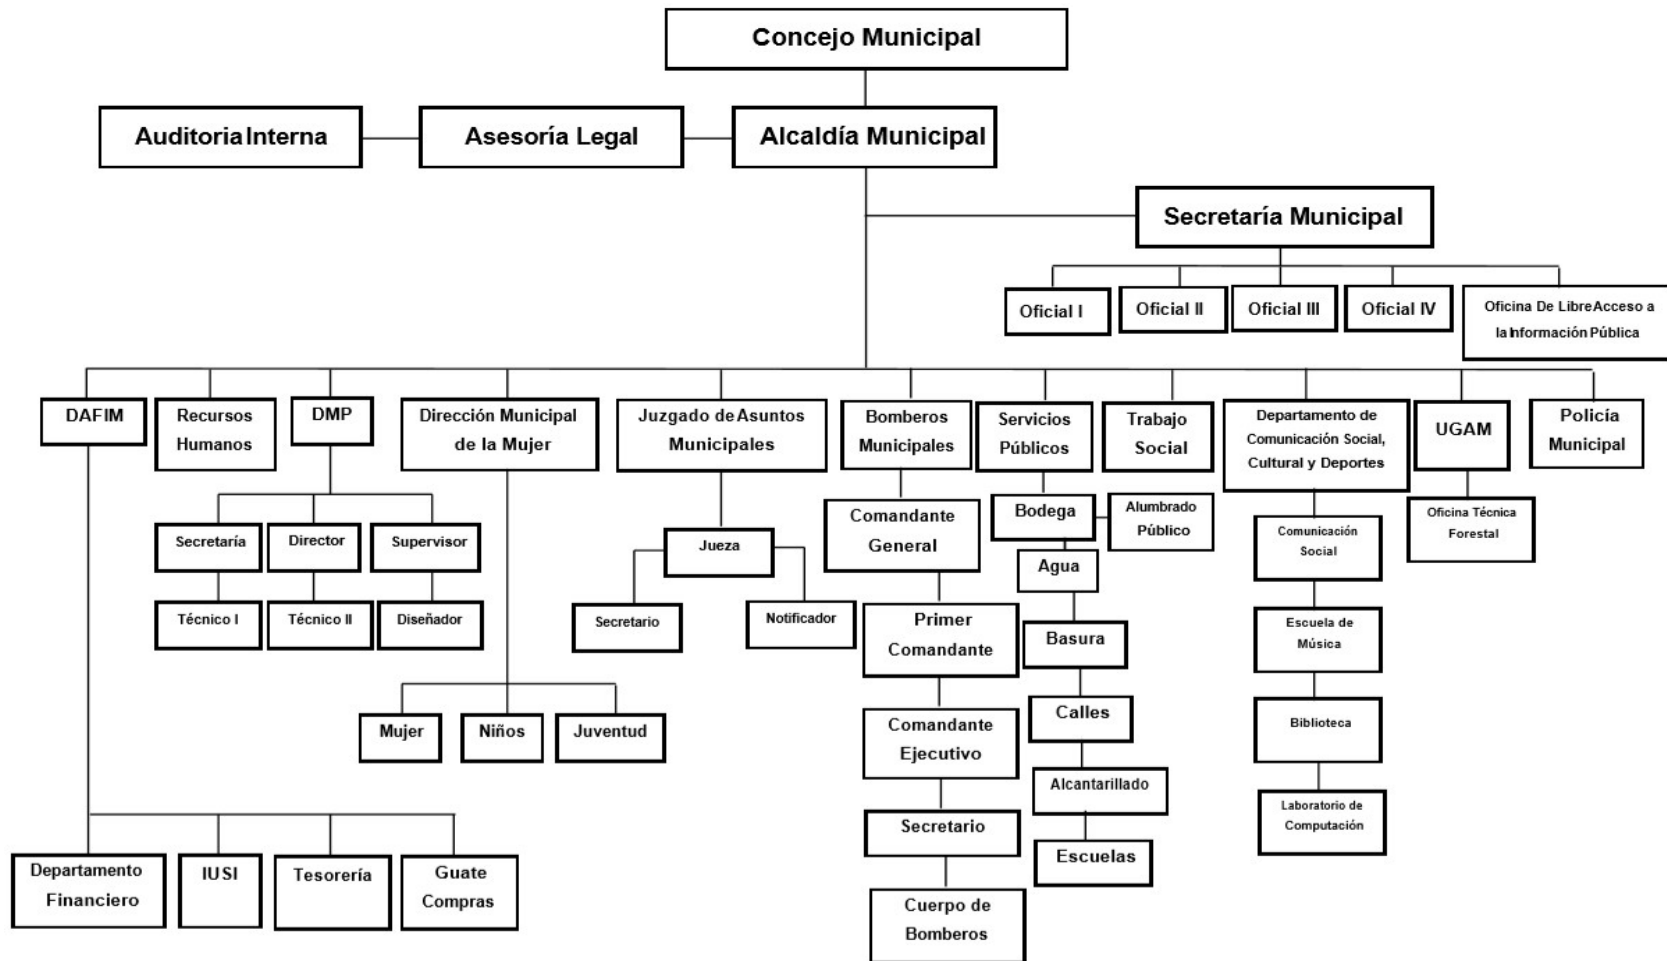 Concejo Municipal
Auditoria Interna
Asesoría Legal
Alcaldía Municipal
Secretaría Municipal
Oficial I
Oficial II
Oficial III
Oficial IV
Oficina De Libre Acceso a
la Información Pública
DAFIM
Recursos
Humanos
DMP
Dirección Municipal
de la Mujer
Juzgado de Asuntos
Municipales
Bomberos
Municipales
Servicios
Públicos
Trabajo
Social
Departamento de
Comunicación Social,
Cultural y Deportes
UGAM
Policía
Municipal
Secretaría
Director
Supervisor
Técnico I
Técnico II
Diseñador
Mujer
Niños
Juventud
Jueza
Secretario
Notificador
Comandante
General
Primer
Comandante
Comandante
Ejecutivo
Secretario
Cuerpo de
Bomberos
Bodega
Alumbrado
Público
Agua
Basura
Calles
Alcantarillado
Escuelas
Comunicación
Social
Escuela de
Música
Biblioteca
Laboratorio de
Computación
Oficina Técnica
Forestal
Departamento
Financiero
IUSI
Tesorería
Guate
Compras